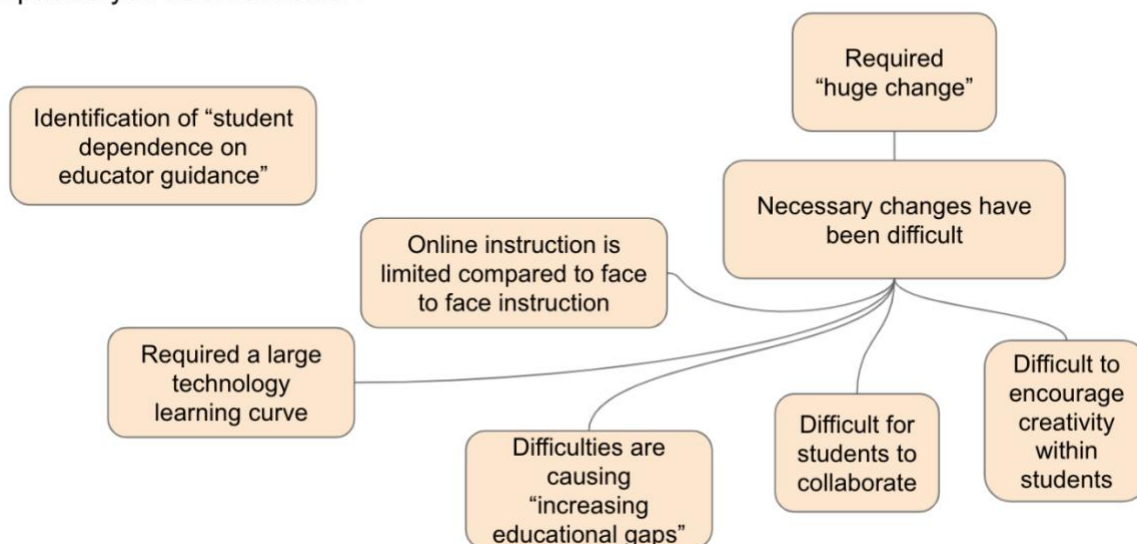 Required
“huge change”
Identification of “student
dependence on
educator guidance”
Necessary changes have
been difficult
Online instruction is
limited compared to face
to face instruction
Required a large
technology
learning curve
Difficulties are
causing
“increasing
educational gaps”
Difficult for
students to
collaborate
Difficult to
encourage
creativity
within
students